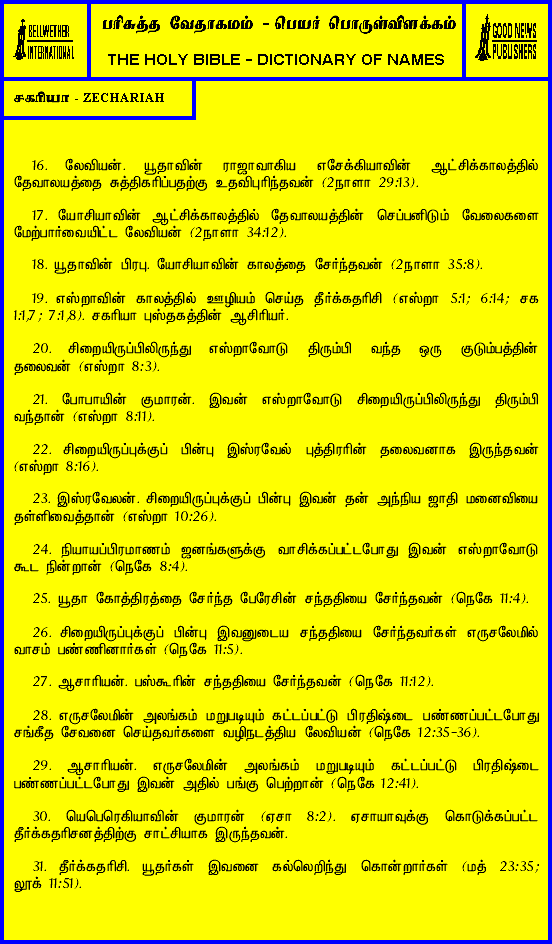 BELLWETHER
INTERNATIONAL
பரிசுத்த வேதாகமம் - பெயர் பொருள்விளக்கம்
THE HOLY BIBLE - DICTIONARY OF NAMES
GOOD NEWS
PUBLISHERS
சகரியா - ZECHARIAH
16. லேவியன். யூதாவின் ராஜாவாகிய எசேக்கியாவின் ஆட்சிக்காலத்தில்
தேவாலயத்தை சுத்திகரிப்பதற்கு உதவிபுரிந்தவன் (2நாளா 29:13).
17. யோசியாவின் ஆட்சிக்காலத்தில் தேவாலயத்தின் செப்பனிடும் வேலைகளை
மேற்பார்வையிட்ட லேவியன் (2நாளா 34:12).
18. யூதாவின் பிரபு. யோசியாவின் காலத்தை சேர்ந்தவன் (2நாளா 35:8).
19. எஸ்றாவின் காலத்தில் ஊழியம் செய்த தீர்க்கதரிசி (எஸ்றா 5:1; 6:14; சக
1:1,7; 7:1,8). சகரியா புஸ்தகத்தின் ஆசிரியர்.
20. சிறையிருப்பிலிருந்து எஸ்றாவோடு திரும்பி வந்த ஒரு குடும்பத்தின்
தலைவன் (எஸ்றா 8:3).
21. போபாயின் குமாரன். இவன் எஸ்றாவோடு சிறையிருப்பிலிருந்து திரும்பி
வந்தான் (எஸ்றா 8:11).
22. சிறையிருப்புக்குப் பின்பு இஸ்ரவேல் புத்திரரின் தலைவனாக இருந்தவன்
(எஸ்றா 8:16).
23. இஸ்ரவேலன். சிறையிருப்புக்குப் பின்பு இவன் தன் அந்நிய ஜாதி மனைவியை
தள்ளிவைத்தான் (எஸ்றா 10:26).
24. நியாயப்பிரமாணம் ஜனங்களுக்கு வாசிக்கப்பட்டபோது இவன் எஸ்றாவோடு
கூட நின்றான் (நெகே 8:4).
25. யூதா கோத்திரத்தை சேர்ந்த பேரேசின் சந்ததியை சேர்ந்தவன் (நெகே 11:4).
26. சிறையிருப்புக்குப் பின்பு இவனுடைய சந்ததியை சேர்ந்தவர்கள் எருசலேமில்
வாசம் பண்ணினார்கள் (நெகே 11:5).
27. ஆசாரியன். பஸ்கூரின் சந்ததியை சேர்ந்தவன் (நெகே 11:12).
28. எருசலேமின் அலங்கம் மறுபடியும் கட்டப்பட்டு பிரதிஷ்டை பண்ணப்பட்டபோது
சங்கீத சேவனை செய்தவர்களை வழிநடத்திய லேவியன் (நெகே 12:35-36).
29. ஆசாரியன். எருசலேமின் அலங்கம் மறுபடியும் கட்டப்பட்டு பிரதிஷ்டை
பண்ணப்பட்டபோது இவன் அதில் பங்கு பெற்றான் (நெகே 12:41).
30. யெபெரெகியாவின் குமாரன் (ஏசா 8:2). ஏசாயாவுக்கு கொடுக்கப்பட்ட
தீர்க்கதரிசனத்திற்கு சாட்சியாக இருந்தவன்.
31. தீர்க்கதரிசி. யூதர்கள் இவனை கல்லெறிந்து கொன்றார்கள் (மத் 23:35;
லூக் 11:51).